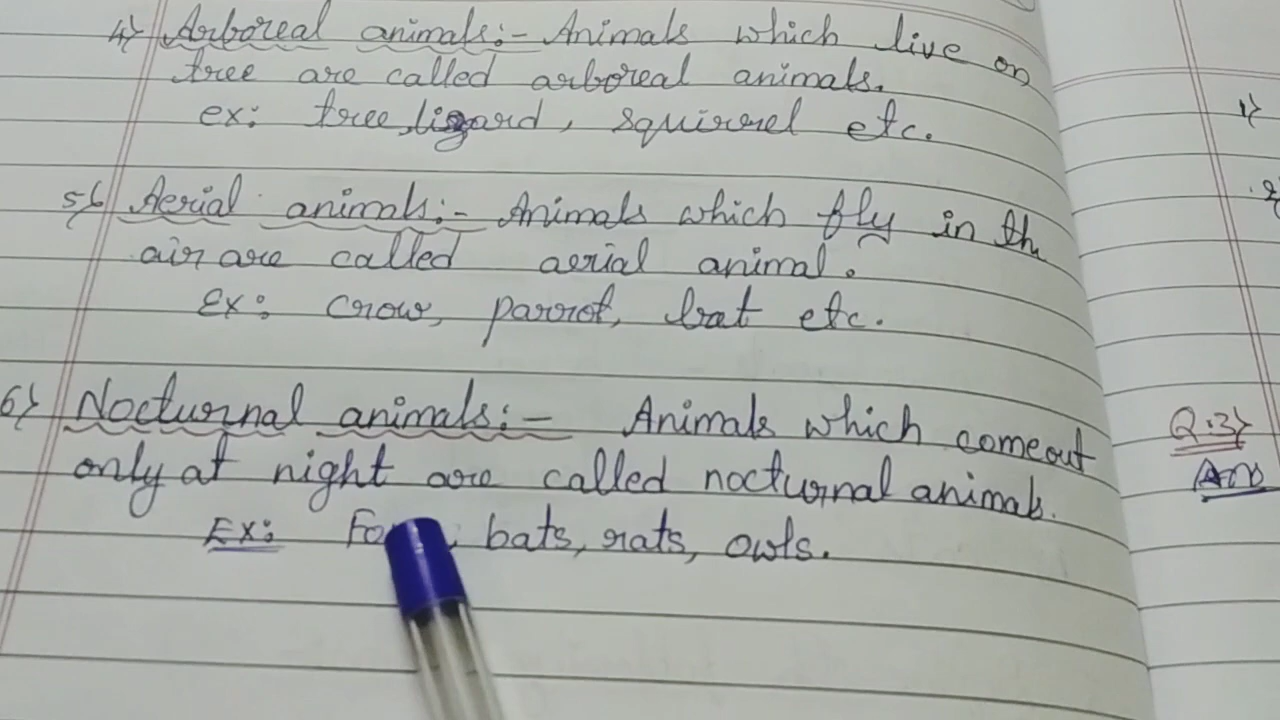 4} Arboreal animals:- Animals which live on
tree are called arboreal animals.
ex: tree, lizard, squirrel etc.
5} Aerial animals:- Animals which fly in the
air are called aerial animal.
Ex: crow, parrot, bat etc.
6} Nocturnal animals:- Animals which comeout
only at night are called nocturnal animals.
Ex: bats, rats, owls.
1}
Q.3}
Ans